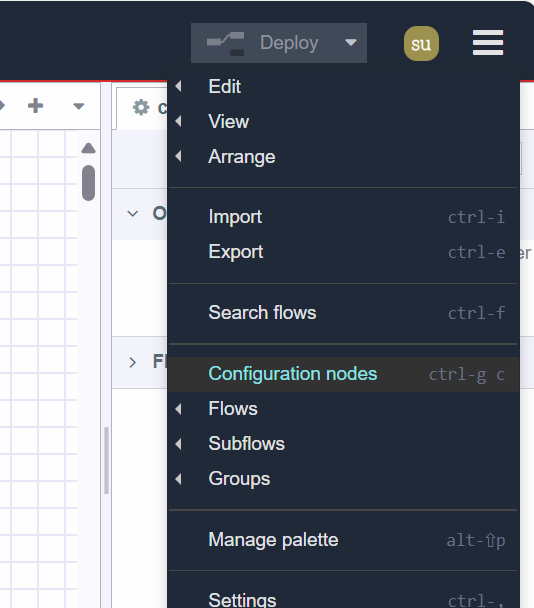 Deploy
su
Edit
View
Arrange
Import ctrl-i
Export ctrl-e
er
Search flows ctrl-f
Configuration nodes ctrl-g c
Flows
Subflows
Groups
Manage palette alt-⇧p
Settings ctrl-,